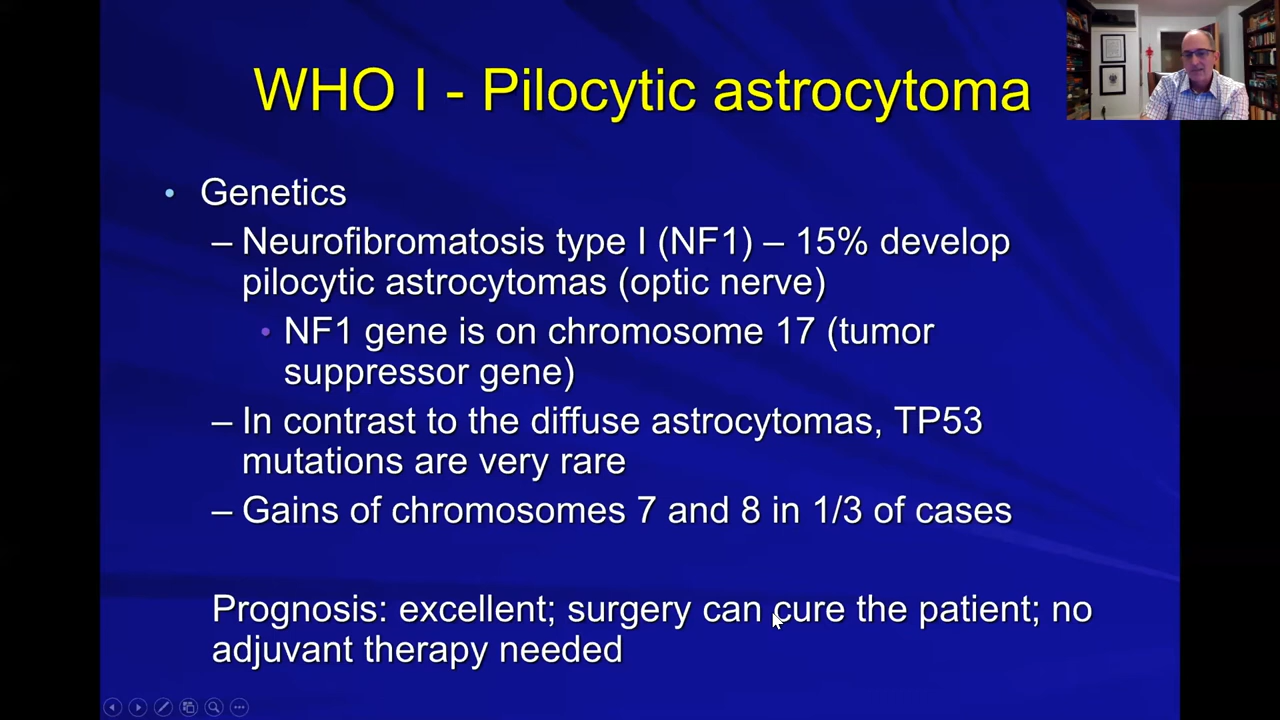 WHO I - Pilocytic astrocytoma
• Genetics
– Neurofibromatosis type I (NF1) – 15% develop
pilocytic astrocytomas (optic nerve)
• NF1 gene is on chromosome 17 (tumor
suppressor gene)
– In contrast to the diffuse astrocytomas, TP53
mutations are very rare
– Gains of chromosomes 7 and 8 in 1/3 of cases
Prognosis: excellent; surgery can cure the patient; no
adjuvant therapy needed